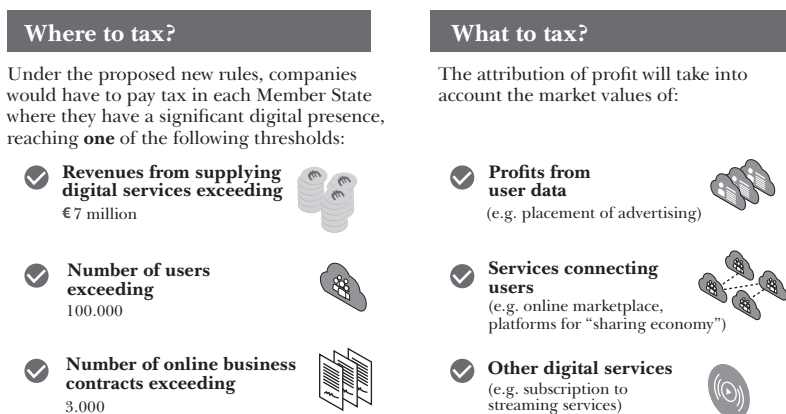 Where to tax?
Under the proposed new rules, companies
would have to pay tax in each Member State
where they have a significant digital presence,
reaching one of the following thresholds:
Revenues from supplying
digital services exceeding
€7 million
Number of users
exceeding
100.000
Number of online business
contracts exceeding
3.000
What to tax?
The attribution of profit will take into
account the market values of:
Profits from
user data
(e.g. placement of advertising)
Services connecting
users
(e.g. online marketplace,
platforms for “sharing economy”)
Other digital services
(e.g. subscription to
streaming services)